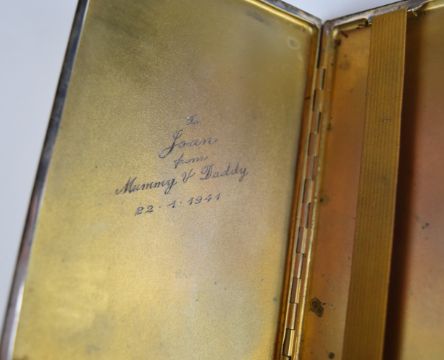 To
Joan
from
Mummy & Daddy
22·1·1941